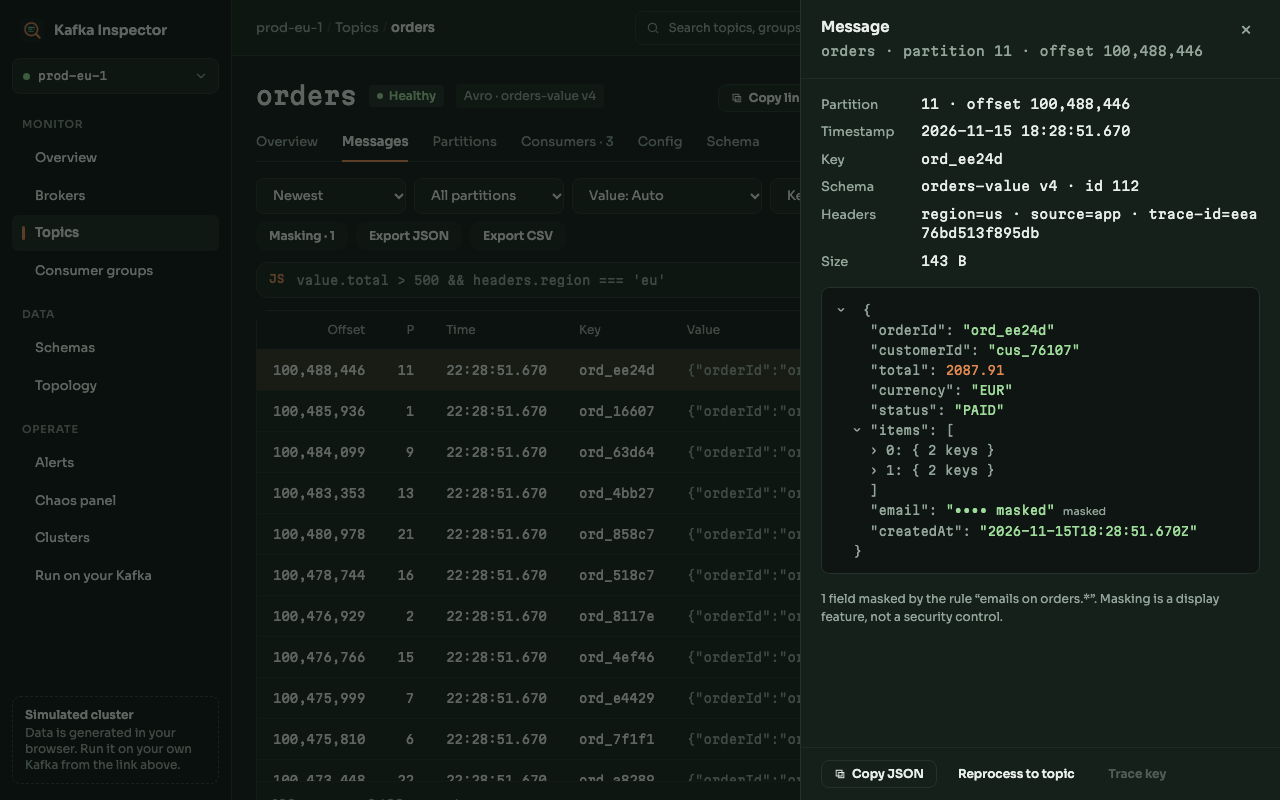 Kafka Inspector
prod-eu-1
MONITOR
Overview
Brokers
Topics
Consumer groups
DATA
Schemas
Topology
OPERATE
Alerts
Chaos panel
Clusters
Run on your Kafka
Simulated cluster
Data is generated in your
browser. Run it on your own
Kafka from the link above.
prod-eu-1 / Topics / orders
Search topics, groups
orders
Healthy
Avro · orders-value v4
Copy lin
Overview Messages Partitions Consumers · 3 Config Schema
Newest All partitions Value: Auto Ke
Masking · 1 Export JSON Export CSV
JS value.total > 500 && headers.region === 'eu'
Offset P Time Key Value
100,488,446 11 22:28:51.670 ord_ee24d {"orderId":"or
100,485,936 1 22:28:51.670 ord_16607 {"orderId":"or
100,484,099 9 22:28:51.670 ord_63d64 {"orderId":"or
100,483,353 13 22:28:51.670 ord_4bb27 {"orderId":"or
100,480,978 21 22:28:51.670 ord_858c7 {"orderId":"or
100,478,744 16 22:28:51.670 ord_518c7 {"orderId":"or
100,476,929 2 22:28:51.670 ord_8117e {"orderId":"or
100,476,766 15 22:28:51.670 ord_4ef46 {"orderId":"or
100,475,999 7 22:28:51.670 ord_e4429 {"orderId":"or
100,475,810 6 22:28:51.670 ord_7f1f1 {"orderId":"or
100,473,448 22 22:28:51.670 ord_a8289 {"orderId":"or
Message
orders · partition 11 · offset 100,488,446
Partition 11 · offset 100,488,446
Timestamp 2026-11-15 18:28:51.670
Key ord_ee24d
Schema orders-value v4 · id 112
Headers region=us · source=app · trace-id=eea
76bd513f895db
Size 143 B
{
"orderId": "ord_ee24d"
"customerId": "cus_76107"
"total": 2087.91
"currency": "EUR"
"status": "PAID"
"items": [
› 0: { 2 keys }
› 1: { 2 keys }
]
"email": "•••• masked" masked
"createdAt": "2026-11-15T18:28:51.670Z"
}
1 field masked by the rule “emails on orders.*”. Masking is a display
feature, not a security control.
Copy JSON Reprocess to topic Trace key